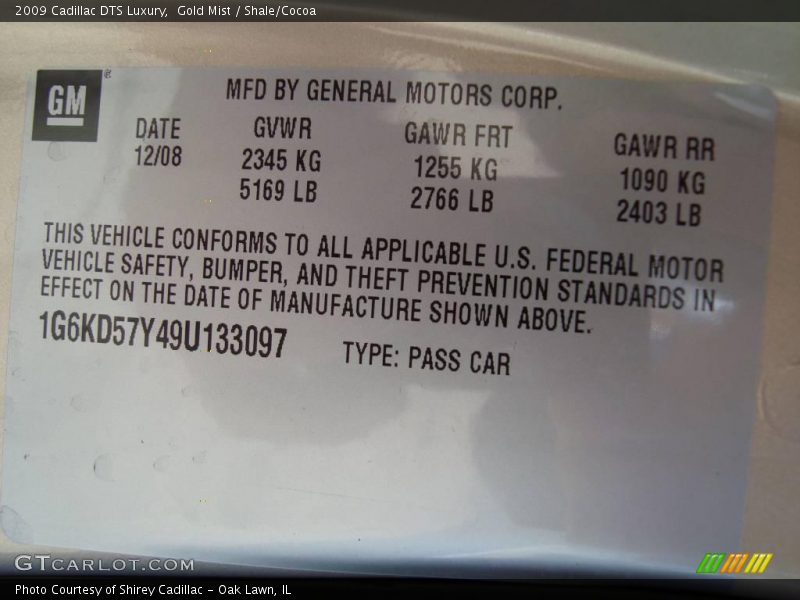 2009 Cadillac DTS Luxury,  Gold Mist / Shale/Cocoa
GM®
MFD BY GENERAL MOTORS CORP.
DATE GVWR GAWR FRT GAWR RR
12/08 2345 KG 1255 KG 1090 KG
5169 LB 2766 LB 2403 LB
THIS VEHICLE CONFORMS TO ALL APPLICABLE U.S. FEDERAL MOTOR
VEHICLE SAFETY, BUMPER, AND THEFT PREVENTION STANDARDS IN
EFFECT ON THE DATE OF MANUFACTURE SHOWN ABOVE.
1G6KD57Y49U133097 TYPE: PASS CAR
GTCARLOT.COM
Photo Courtesy of Shirey Cadillac - Oak Lawn, IL